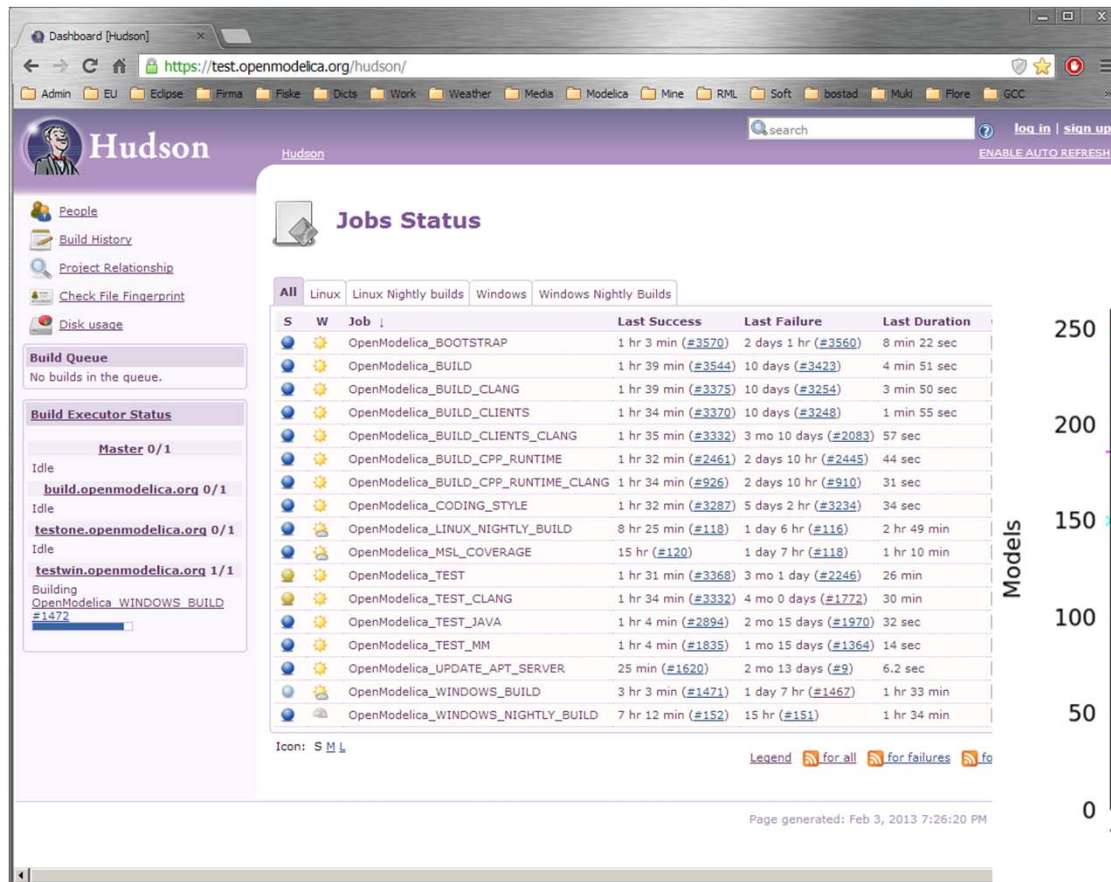 Dashboard [Hudson]
https://test.openmodelica.org/hudson/
Admin EU Eclipse Firma Fiske Dicts Work Weather Media Modelica Mine RML Soft bostad Muki Flore GCC »
Hudson
search
log in | sign up
Hudson
ENABLE AUTO REFRESH
People
Build History
Project Relationship
Check File Fingerprint
Disk usage
Build Queue
No builds in the queue.
Build Executor Status
Master 0/1
Idle
build.openmodelica.org 0/1
Idle
testone.openmodelica.org 0/1
Idle
testwin.openmodelica.org 1/1
Building
OpenModelica_WINDOWS_BUILD
#1472
Jobs Status
All Linux Linux Nightly builds Windows Windows Nightly Builds
S W Job ↓ Last Success Last Failure Last Duration
OpenModelica_BOOTSTRAP 1 hr 3 min (#3570) 2 days 1 hr (#3560) 8 min 22 sec
OpenModelica_BUILD 1 hr 39 min (#3544) 10 days (#3423) 4 min 51 sec
OpenModelica_BUILD_CLANG 1 hr 39 min (#3375) 10 days (#3254) 3 min 50 sec
OpenModelica_BUILD_CLIENTS 1 hr 34 min (#3370) 10 days (#3248) 1 min 55 sec
OpenModelica_BUILD_CLIENTS_CLANG 1 hr 35 min (#3332) 3 mo 10 days (#2083) 57 sec
OpenModelica_BUILD_CPP_RUNTIME 1 hr 32 min (#2461) 2 days 10 hr (#2445) 44 sec
OpenModelica_BUILD_CPP_RUNTIME_CLANG 1 hr 34 min (#926) 2 days 10 hr (#910) 31 sec
OpenModelica_CODING_STYLE 1 hr 32 min (#3287) 5 days 2 hr (#3234) 34 sec
OpenModelica_LINUX_NIGHTLY_BUILD 8 hr 25 min (#118) 1 day 6 hr (#116) 2 hr 49 min
OpenModelica_MSL_COVERAGE 15 hr (#120) 1 day 7 hr (#118) 1 hr 10 min
OpenModelica_TEST 1 hr 31 min (#3368) 3 mo 1 day (#2246) 26 min
OpenModelica_TEST_CLANG 1 hr 34 min (#3332) 4 mo 0 days (#1772) 30 min
OpenModelica_TEST_JAVA 1 hr 4 min (#2894) 2 mo 15 days (#1970) 32 sec
OpenModelica_TEST_MM 1 hr 4 min (#1835) 1 mo 15 days (#1364) 14 sec
OpenModelica_UPDATE_APT_SERVER 25 min (#1620) 2 mo 13 days (#9) 6.2 sec
OpenModelica_WINDOWS_BUILD 3 hr 3 min (#1471) 1 day 7 hr (#1467) 1 hr 33 min
OpenModelica_WINDOWS_NIGHTLY_BUILD 7 hr 12 min (#152) 15 hr (#151) 1 hr 34 min
Icon: S M L
Legend for all for failures fo
Page generated: Feb 3, 2013 7:26:20 PM
Models
250
200
150
100
50
0